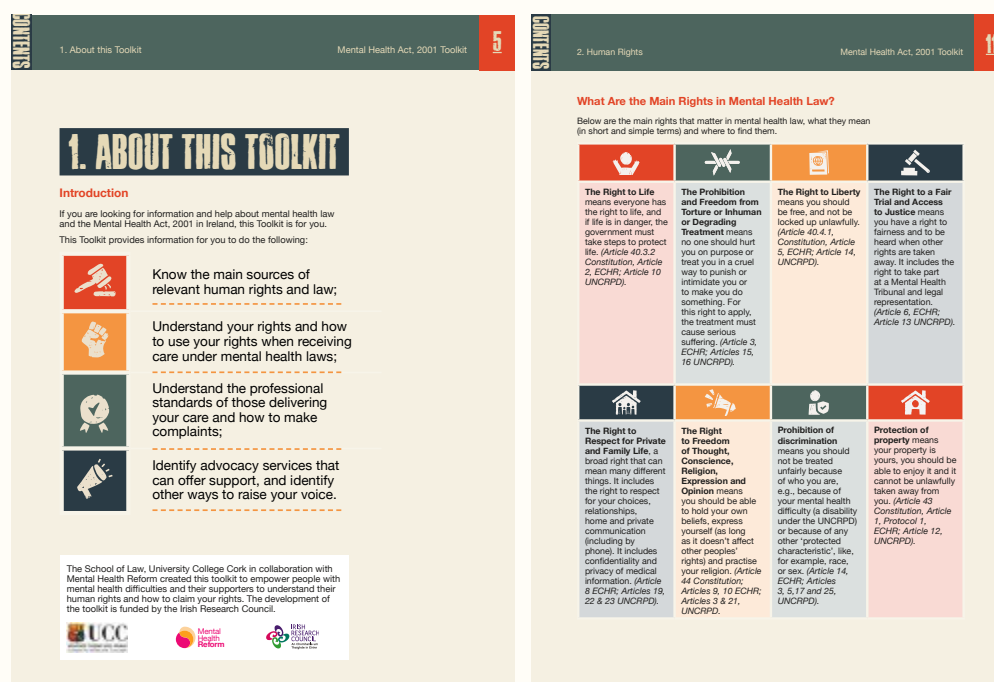 CONTENTS
1. About this Toolkit
Mental Health Act, 2001 Toolkit
5
1. ABOUT THIS TOOLKIT
Introduction
If you are looking for information and help about mental health law
and the Mental Health Act, 2001 in Ireland, this Toolkit is for you.
This Toolkit provides information for you to do the following:
Know the main sources of
relevant human rights and law;
Understand your rights and how
to use your rights when receiving
care under mental health laws;
Understand the professional
standards of those delivering
your care and how to make
complaints;
Identify advocacy services that
can offer support, and identify
other ways to raise your voice.
The School of Law, University College Cork in collaboration with
Mental Health Reform created this toolkit to empower people with
mental health difficulties and their supporters to understand their
human rights and how to claim your rights. The development of
the toolkit is funded by the Irish Research Council.
UCC
Mental
Health
Reform
IRISH
RESEARCH
COUNCIL
CONTENTS
2. Human Rights
Mental Health Act, 2001 Toolkit
What Are the Main Rights in Mental Health Law?
Below are the main rights that matter in mental health law, what they mean
(in short and simple terms) and where to find them.
The Right to Life
means everyone has
the right to life, and
if life is in danger, the
government must
take steps to protect
life. (Article 40.3.2
Constitution, Article
2, ECHR; Article 10
UNCRPD).
The Prohibition
and Freedom from
Torture or Inhuman
or Degrading
Treatment means
no one should hurt
you on purpose or
treat you in a cruel
way to punish or
intimidate you or
to make you do
something. For
this right to apply,
the treatment must
cause serious
suffering. (Article 3,
ECHR; Articles 15,
16 UNCRPD).
The Right to Liberty
means you should
be free, and not be
locked up unlawfully.
(Article 40.4.1,
Constitution, Article
5, ECHR; Article 14,
UNCRPD).
The Right to a Fair
Trial and Access
to Justice means
you have a right to
fairness and to be
heard when other
rights are taken
away. It includes the
right to take part
at a Mental Health
Tribunal and legal
representation.
(Article 6, ECHR;
Article 13 UNCRPD).
The Right to
Respect for Private
and Family Life, a
broad right that can
mean many different
things. It includes
the right to respect
for your choices,
relationships,
home and private
communication
(including by
phone). It includes
confidentiality and
privacy of medical
information. (Article
8 ECHR; Articles 19,
22 & 23 UNCRPD).
The Right
to Freedom
of Thought,
Conscience,
Religion,
Expression and
Opinion means
you should be able
to hold your own
beliefs, express
yourself (as long
as it doesn't affect
other peoples'
rights) and practise
your religion. (Article
44 Constitution;
Articles 9, 10 ECHR;
Articles 3 & 21,
UNCRPD.
Prohibition of
discrimination
means you should
not be treated
unfairly because
of who you are,
e.g., because of
your mental health
difficulty (a disability
under the UNCRPD)
or because of any
other 'protected
characteristic', like,
for example, race,
or sex. (Article 14,
ECHR; Articles
3, 5,17 and 25,
UNCRPD).
Protection of
property means
your property is
yours, you should be
able to enjoy it and it
cannot be unlawfully
taken away from
you. (Article 43
Constitution, Article
1, Protocol 1,
ECHR; Article 12,
UNCRPD).